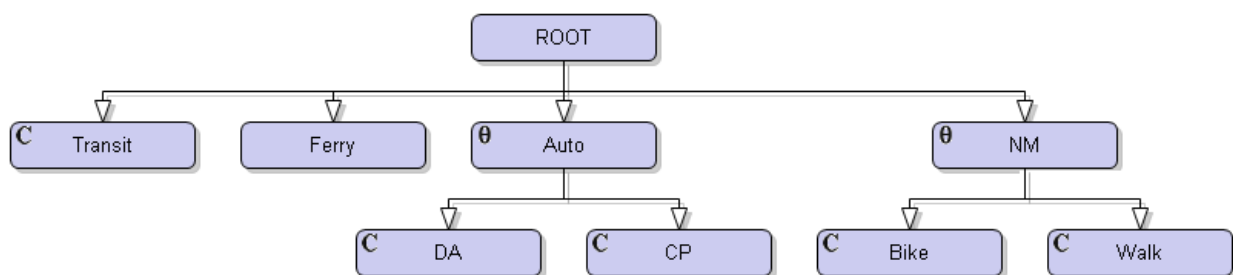 ROOT
C Transit
Ferry
θ Auto
θ NM
C DA
C CP
C Bike
C Walk